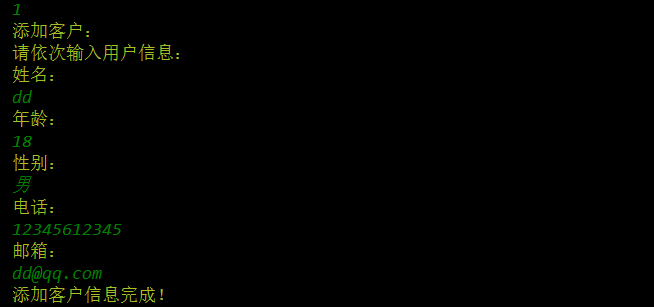 1
添加客户：
请依次输入用户信息：
姓名：
dd
年龄：
18
性别：
男
电话：
12345612345
邮箱：
dd@qq.com
添加客户信息完成！